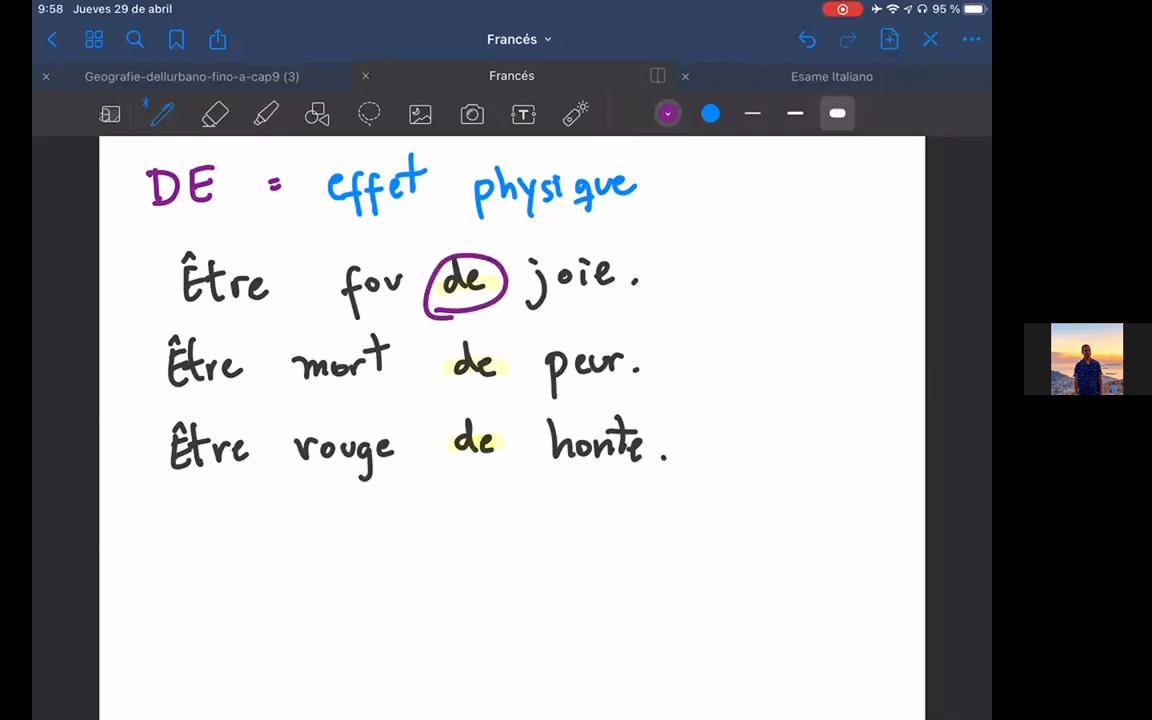 9:58 Jueves 29 de abril 95 %
Francés
Geografie-dellurbano-fino-a-cap9 (3) Francés Esame Italiano
T
DE = effet physique
Être fou de joie.
Être mort de peur.
Être rouge de honte.